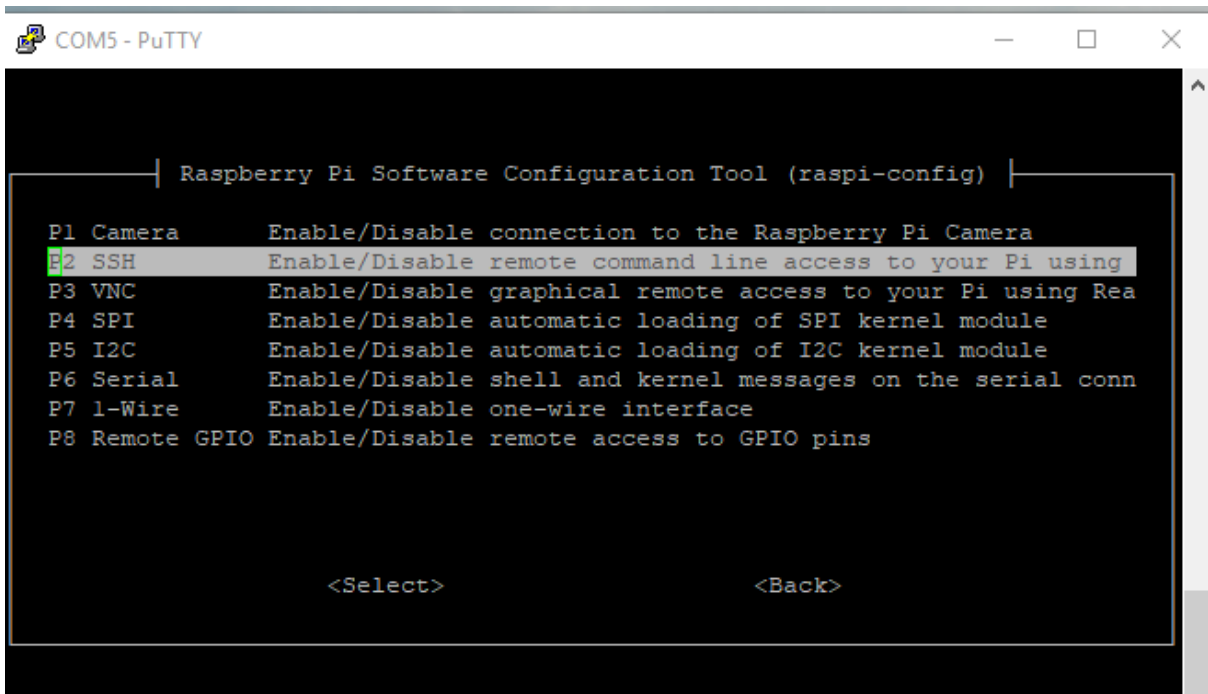 COM5 - PuTTY
Raspberry Pi Software Configuration Tool (raspi-config)
P1 Camera Enable/Disable connection to the Raspberry Pi Camera
P2 SSH Enable/Disable remote command line access to your Pi using
P3 VNC Enable/Disable graphical remote access to your Pi using Rea
P4 SPI Enable/Disable automatic loading of SPI kernel module
P5 I2C Enable/Disable automatic loading of I2C kernel module
P6 Serial Enable/Disable shell and kernel messages on the serial conn
P7 1-Wire Enable/Disable one-wire interface
P8 Remote GPIO Enable/Disable remote access to GPIO pins
<Select> <Back>